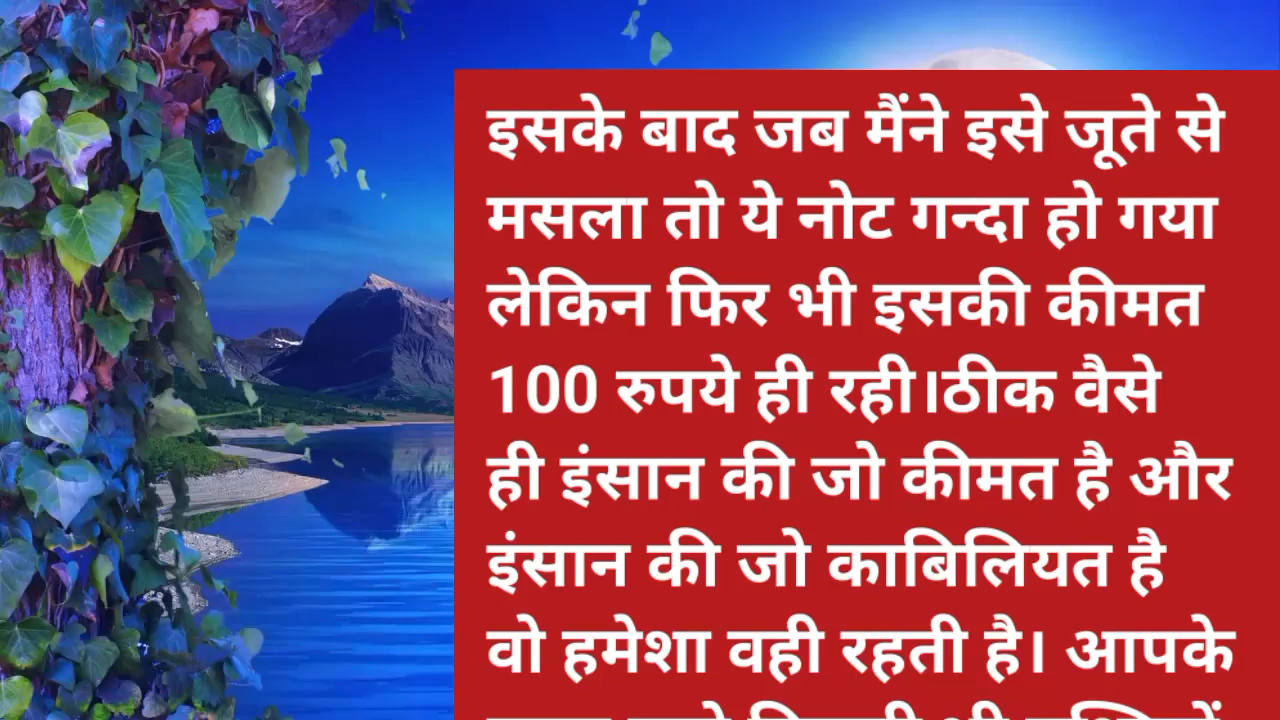 इसके बाद जब मैंने इसे जूते से
मसला तो ये नोट गन्दा हो गया
लेकिन फिर भी इसकी कीमत
100 रुपये ही रही।ठीक वैसे
ही इंसान की जो कीमत है और
इंसान की जो काबिलियत है
वो हमेशा वही रहती है। आपके